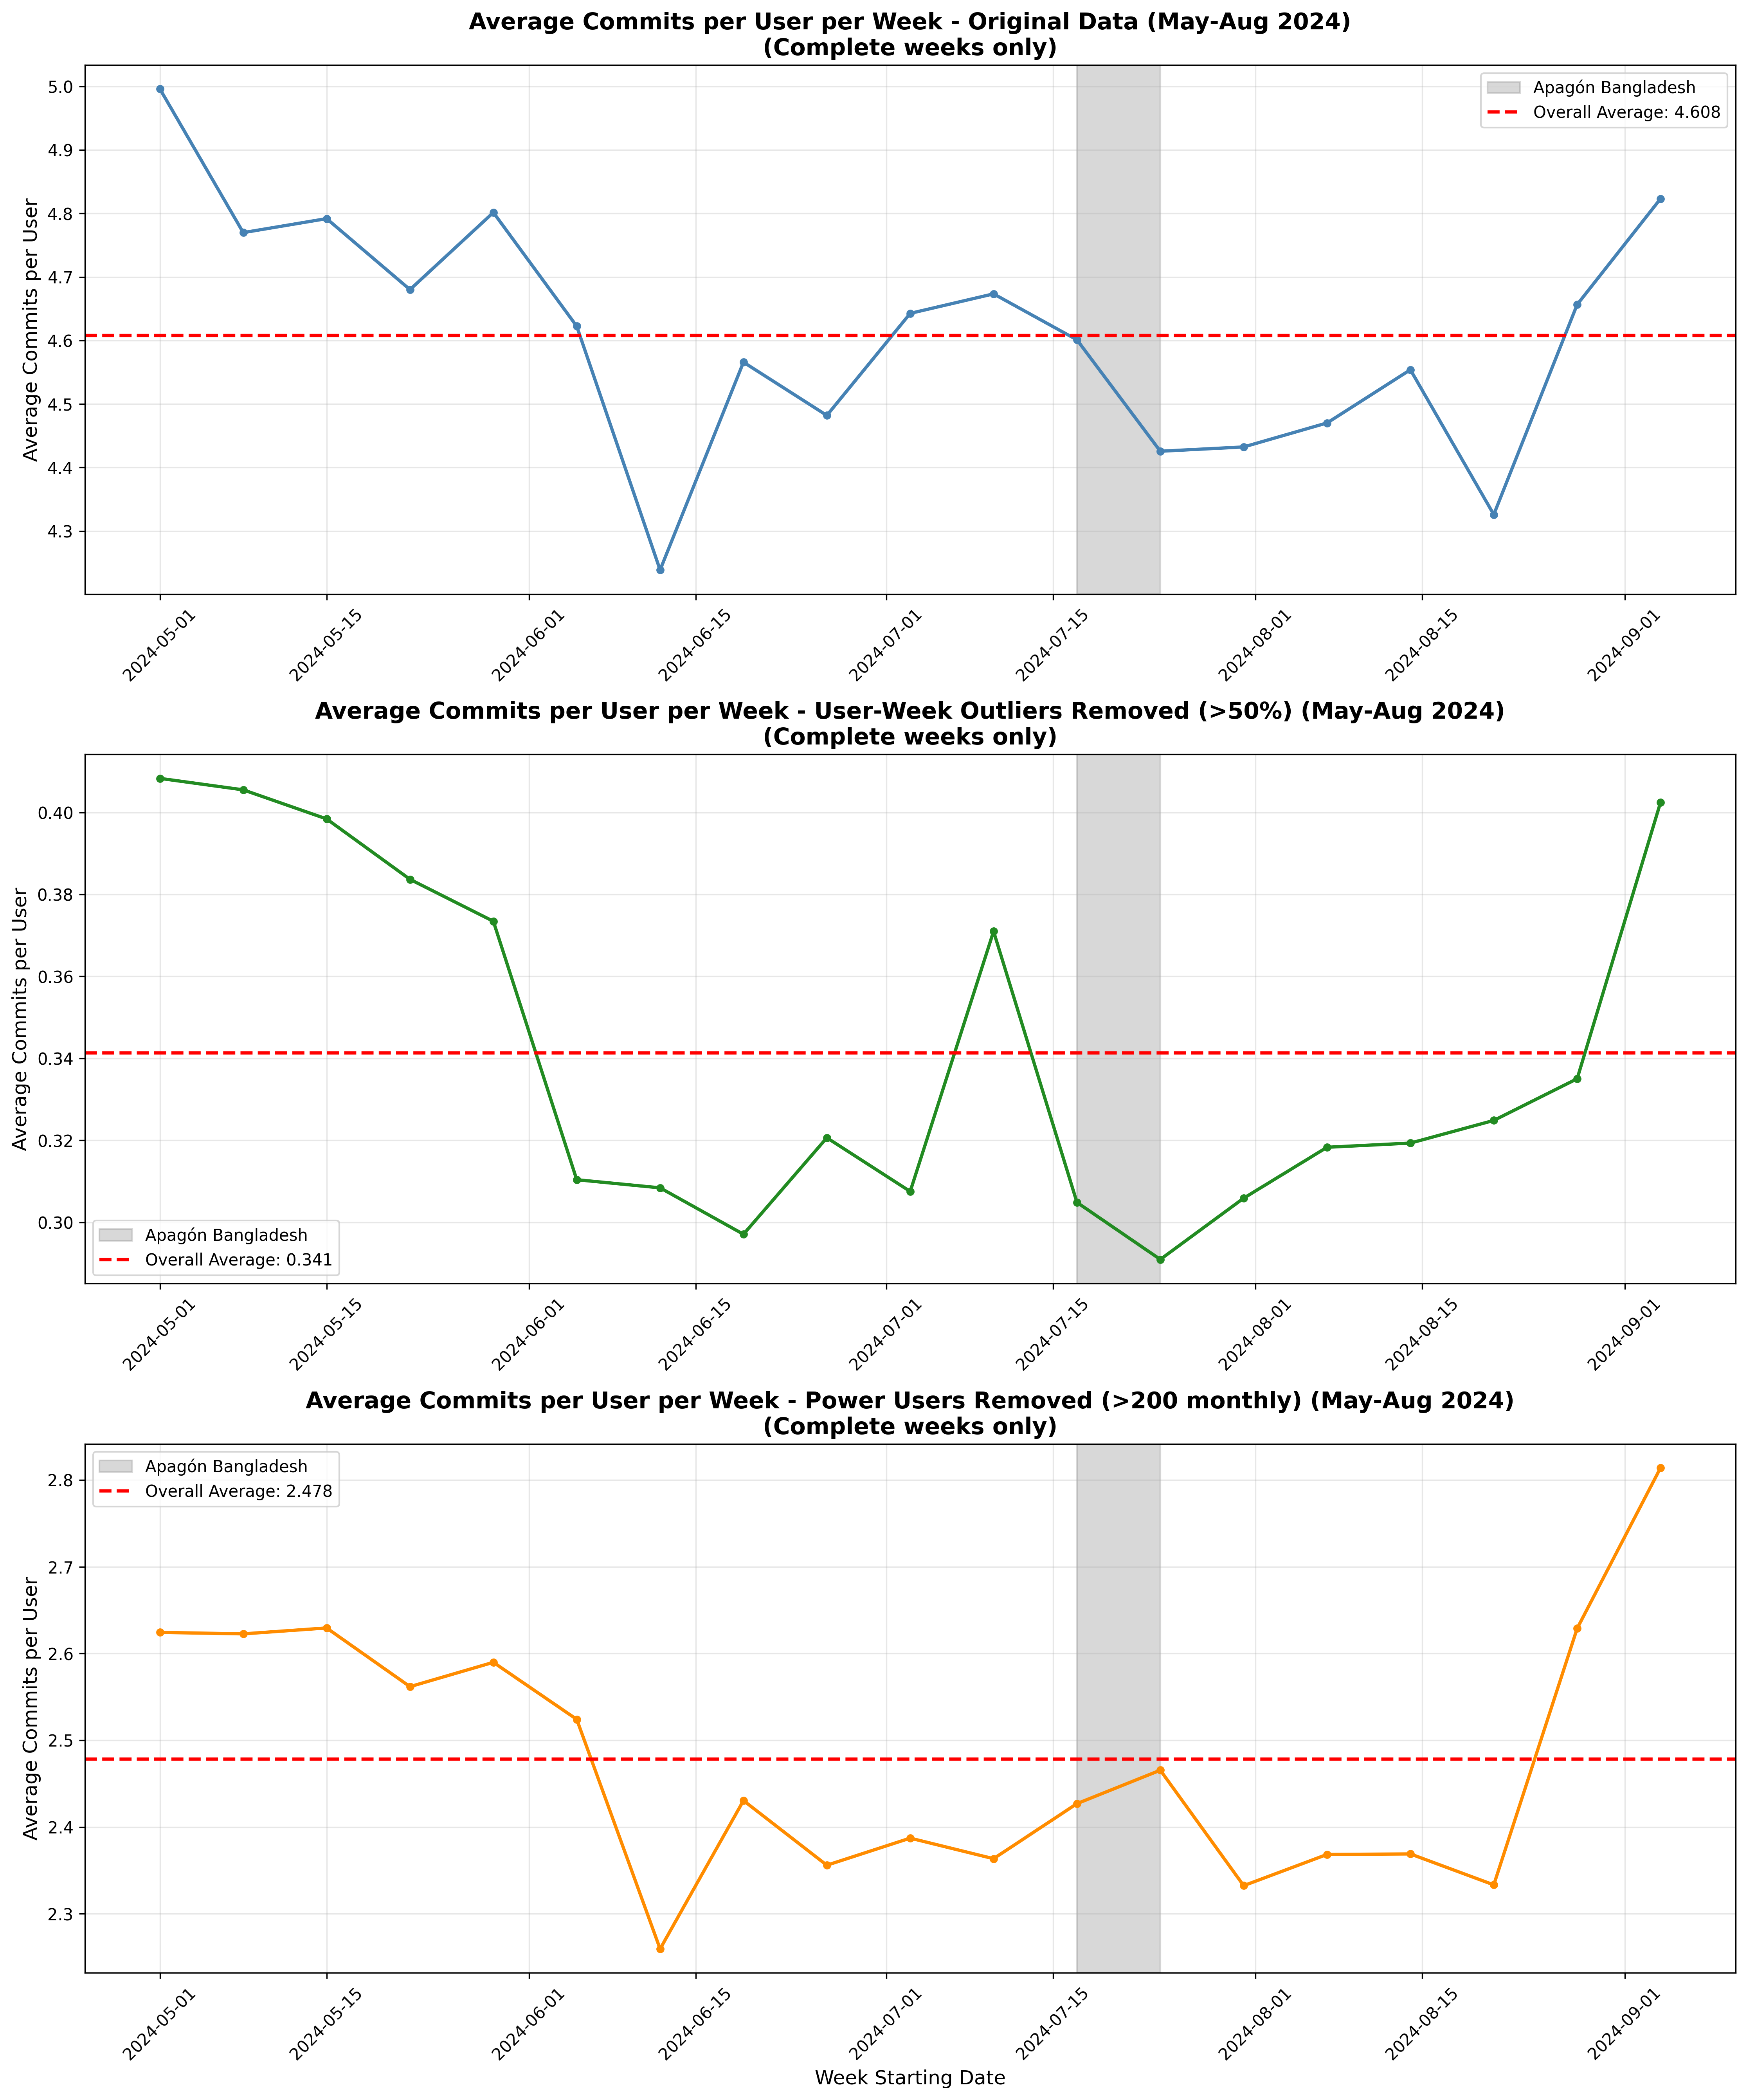 Average Commits per User per Week - Original Data (May-Aug 2024)
(Complete weeks only)
Average Commits per User
5.0
4.9
4.8
4.7
4.6
4.5
4.4
4.3
Apagón Bangladesh
Overall Average: 4.608
2024-05-01
2024-05-15
2024-06-01
2024-06-15
2024-07-01
2024-07-15
2024-08-01
2024-08-15
2024-09-01
Average Commits per User per Week - User-Week Outliers Removed (>50%) (May-Aug 2024)
(Complete weeks only)
Average Commits per User
0.40
0.38
0.36
0.34
0.32
0.30
Apagón Bangladesh
Overall Average: 0.341
2024-05-01
2024-05-15
2024-06-01
2024-06-15
2024-07-01
2024-07-15
2024-08-01
2024-08-15
2024-09-01
Average Commits per User per Week - Power Users Removed (>200 monthly) (May-Aug 2024)
(Complete weeks only)
Average Commits per User
2.8
2.7
2.6
2.5
2.4
2.3
Apagón Bangladesh
Overall Average: 2.478
2024-05-01
2024-05-15
2024-06-01
2024-06-15
2024-07-01
2024-07-15
2024-08-01
2024-08-15
2024-09-01
Week Starting Date